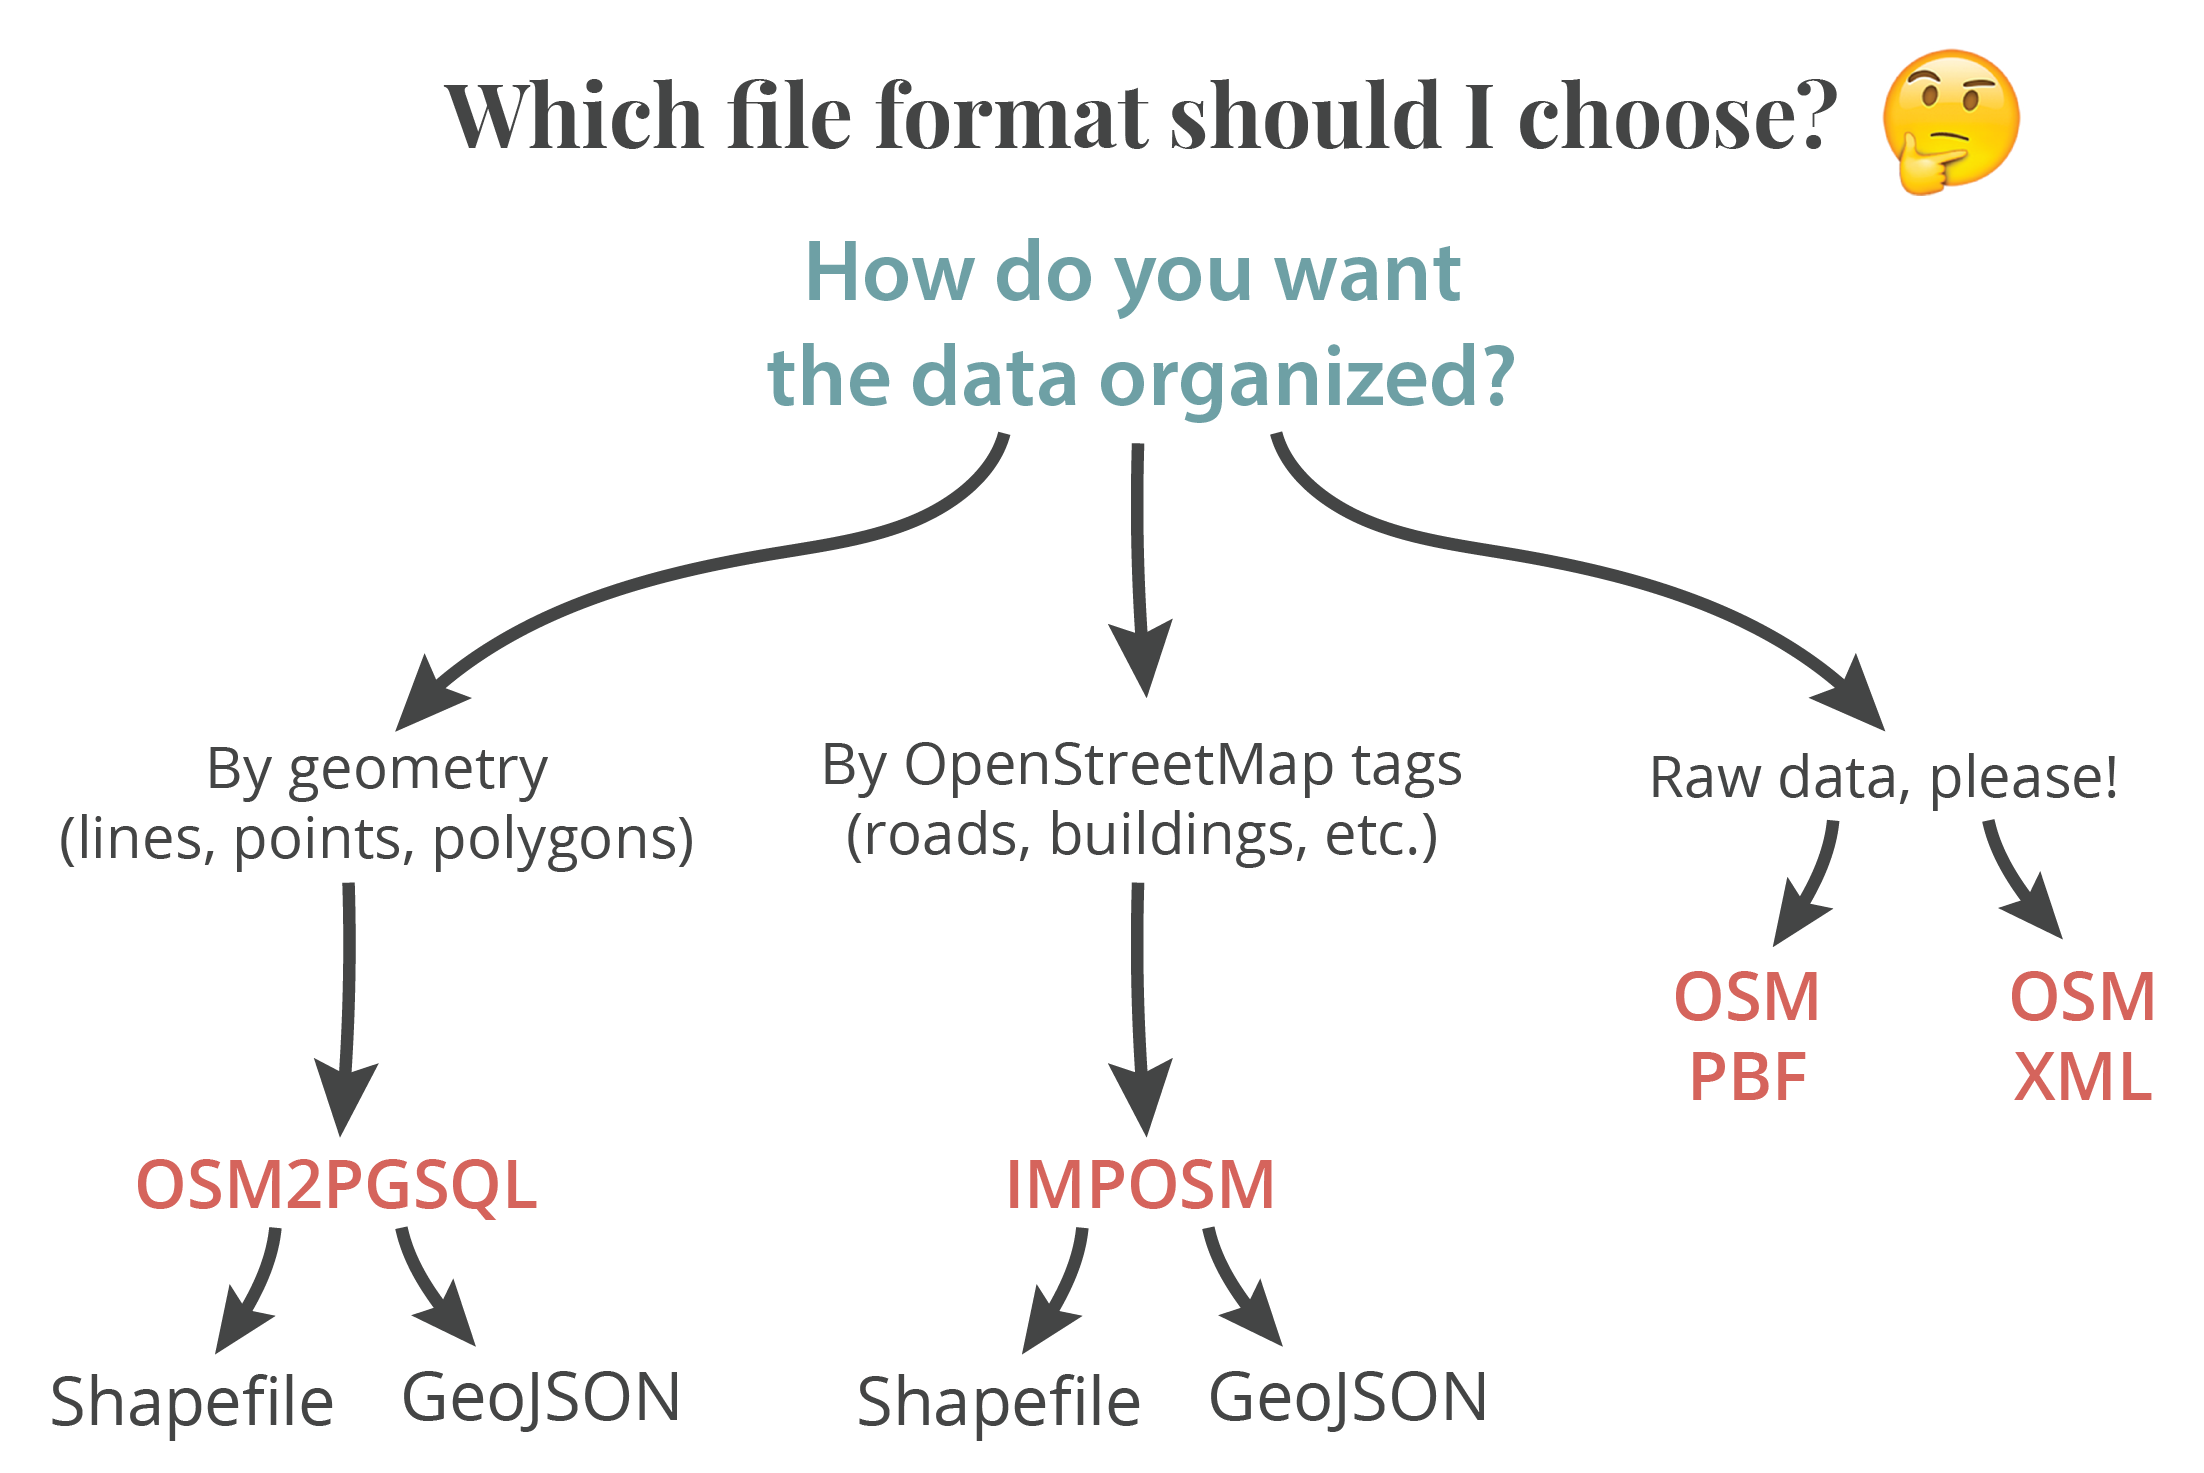 Which file format should I choose?
How do you want
the data organized?
By geometry
(lines, points, polygons)
By OpenStreetMap tags
(roads, buildings, etc.)
Raw data, please!
OSM
PBF
OSM
XML
OSM2PGSQL
IMPOSM
Shapefile
GeoJSON
Shapefile
GeoJSON